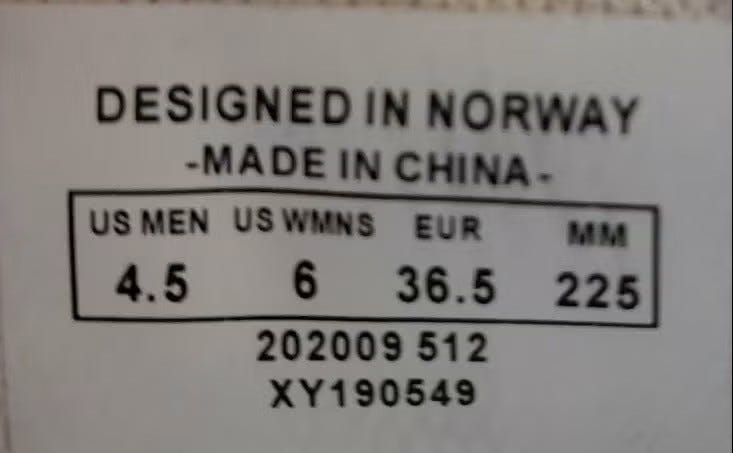 DESIGNED IN NORWAY
-MADE IN CHINA-
US MEN US WMNS EUR MM
4.5 6 36.5 225
202009 512
XY190549